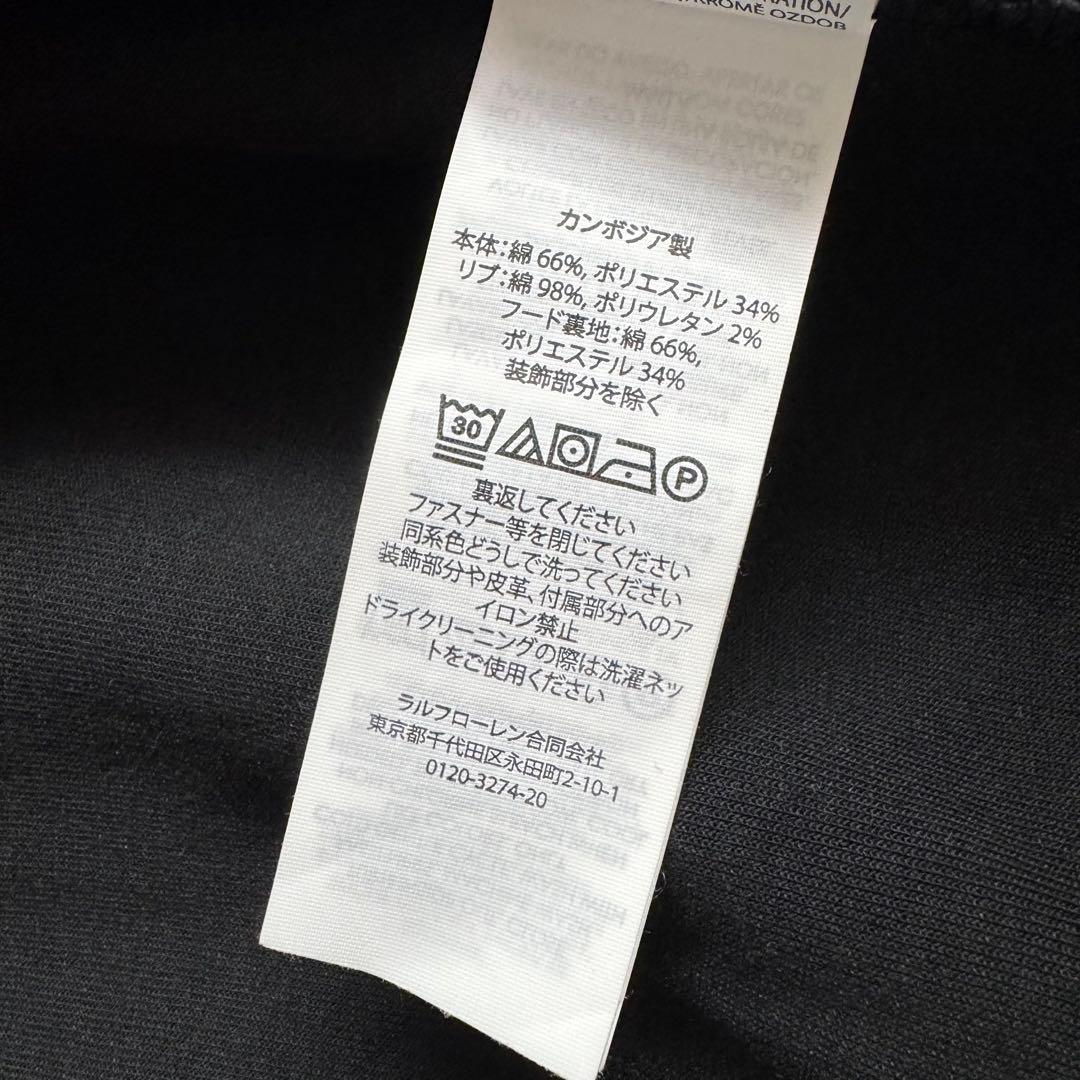 RATION/
KROMĚ OZDOB
カンボジア製
本体：綿 66%, ポリエステル 34%
リブ：綿 98%, ポリウレタン 2%
フード裏地：綿 66%,
ポリエステル 34%
装飾部分を除く
30
P
裏返してください
ファスナー等を閉じてください
同系色どうしで洗ってください
装飾部分や皮革、付属部分へのア
イロン禁止
ドライクリーニングの際は洗濯ネッ
トをご使用ください
ラルフローレン合同会社
東京都千代田区永田町2-10-1
0120-3274-20